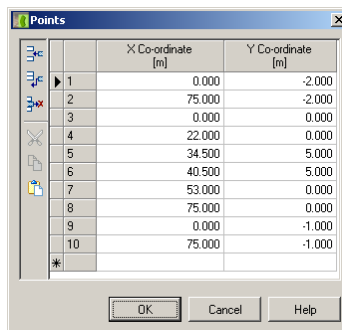 Points
X Co-ordinate Y Co-ordinate
[m] [m]
1 0.000 -2.000
2 75.000 -2.000
3 0.000 0.000
4 22.000 0.000
5 34.500 5.000
6 40.500 5.000
7 53.000 0.000
8 75.000 0.000
9 0.000 -1.000
10 75.000 -1.000
OK Cancel Help